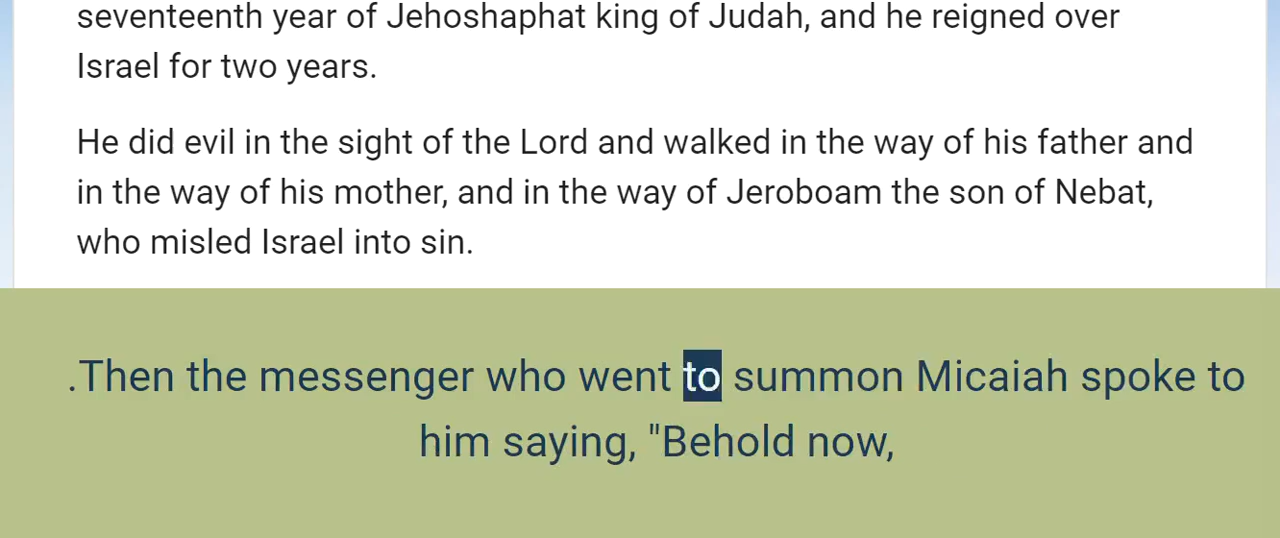 seventeenth year of Jehoshaphat king of Judah, and he reigned over
Israel for two years.
He did evil in the sight of the Lord and walked in the way of his father and
in the way of his mother, and in the way of Jeroboam the son of Nebat,
who misled Israel into sin.
.Then the messenger who went to summon Micaiah spoke to
him saying, "Behold now,